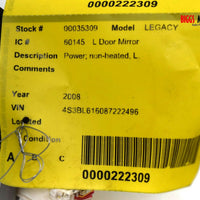 0000222309
BIGGS
Stock # 00035309 Model LEGACY
IC # 60145 L Door Mirror
Description Power; non-heated, L
Comments
Year 2008
VIN 4S3BL616087222496
Located
Condition
A C
0000222309